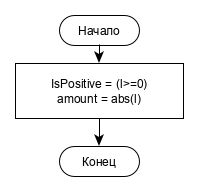 Начало
IsPositive = (I>=0)
amount = abs(I)
Конец